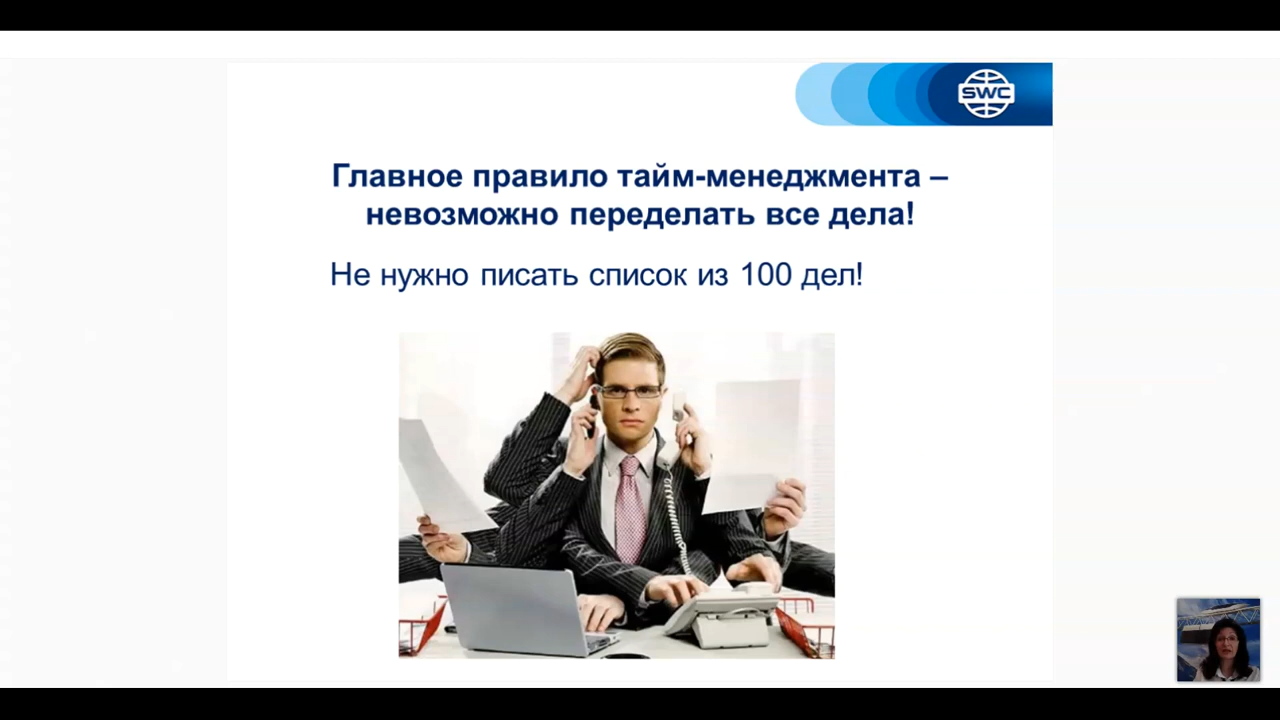 SWC
Главное правило тайм-менеджмента –
невозможно переделать все дела!
Не нужно писать список из 100 дел!